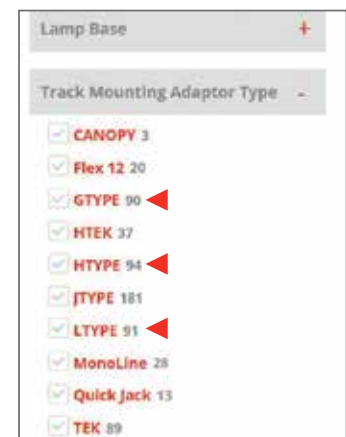 Lamp Base +
Track Mounting Adaptor Type -
CANOPY 3
Flex 12 20
GTYPE 90
HTEK 37
HTYPE 94
JTYPE 181
LTYPE 91
MonoLine 28
Quick Jack 13
TEK 89